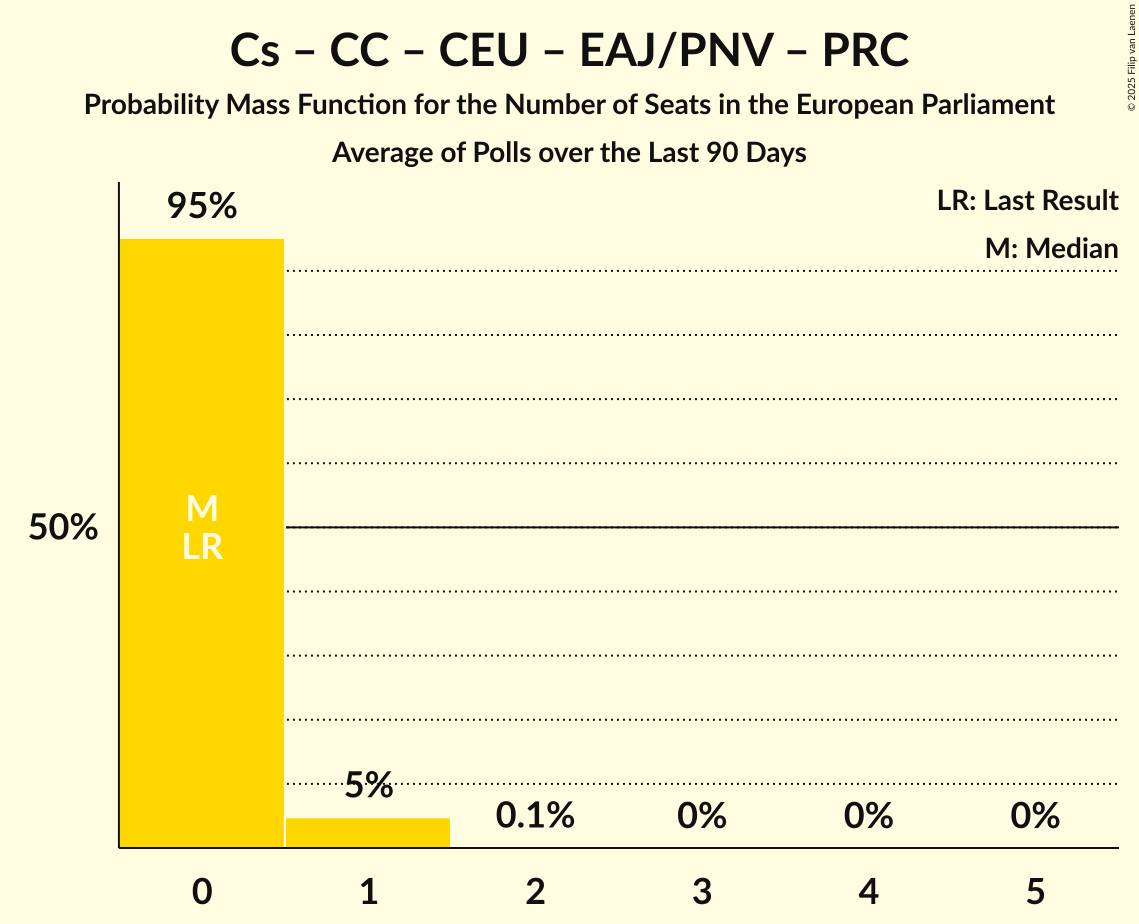 Cs – CC – CEU – EAJ/PNV – PRC
Probability Mass Function for the Number of Seats in the European Parliament
Average of Polls over the Last 90 Days
© 2025 Filip van Laenen
LR: Last Result
M: Median
95%
50%
M
LR
5%
0.1%
0%
0%
0%
0
1
2
3
4
5